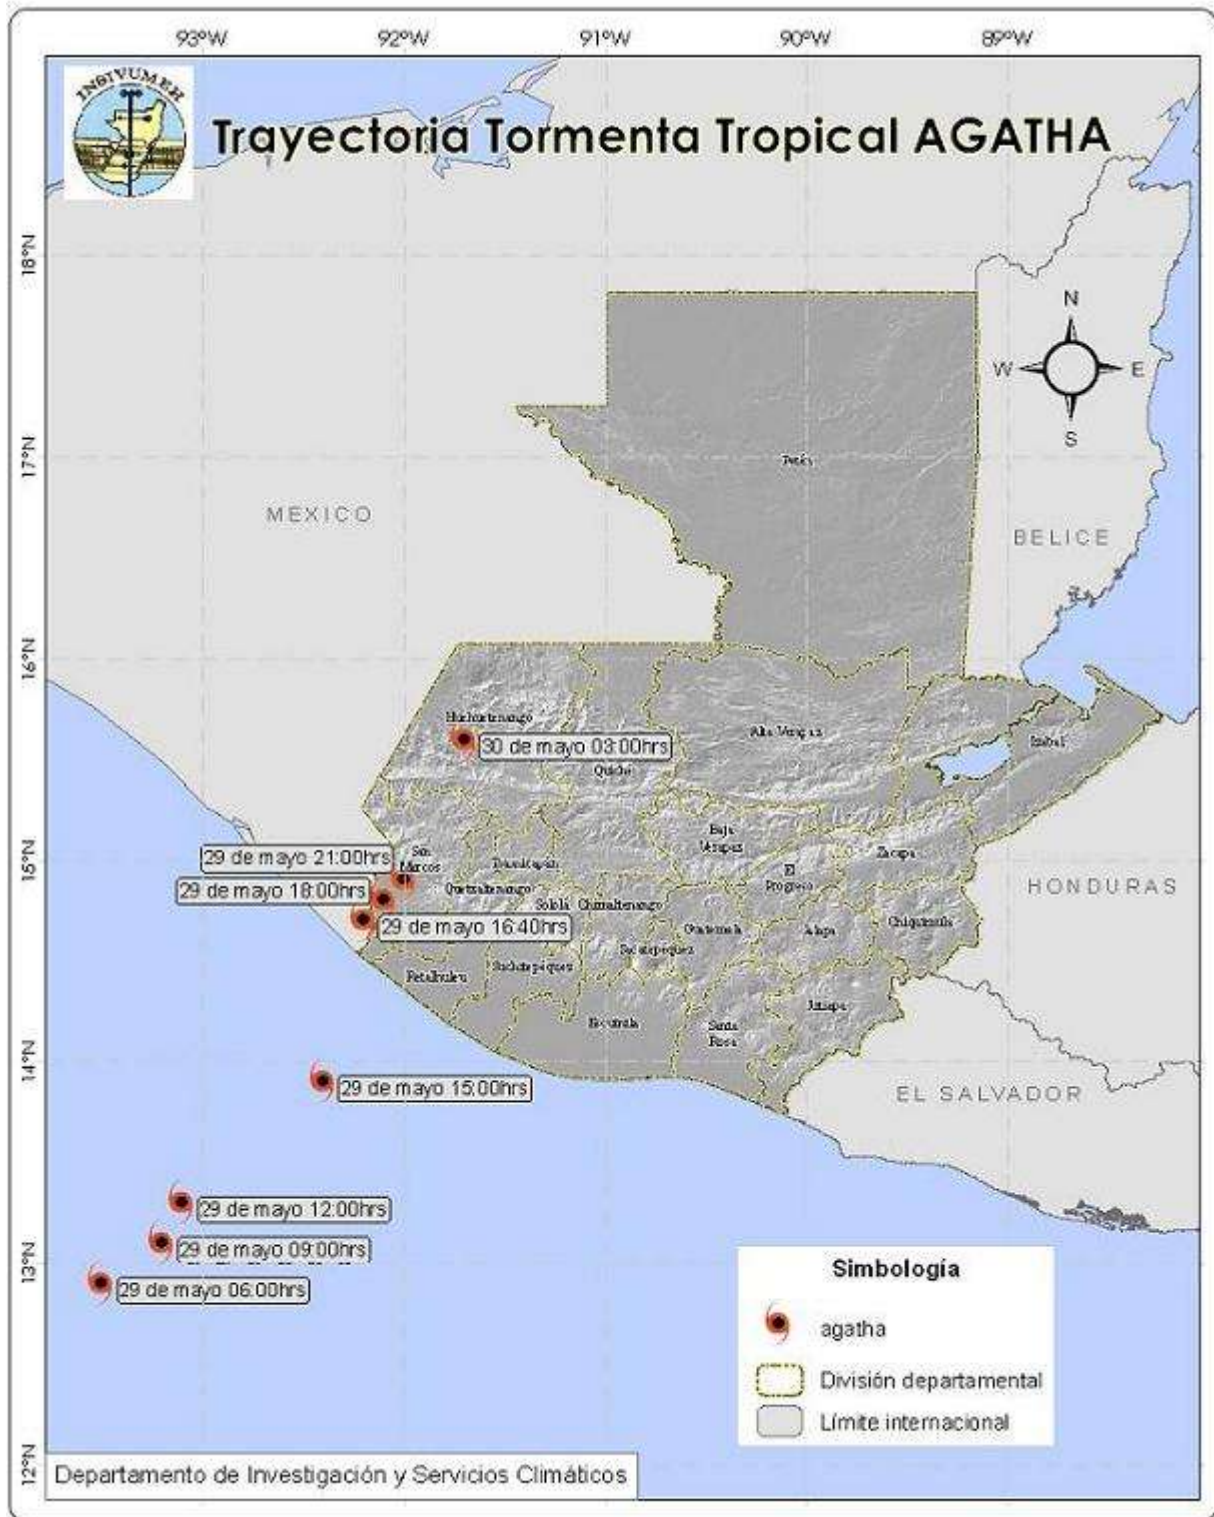 93°W 92°W 91°W 90°W 89°W
INSIVUMEH
Trayectoria Tormenta Tropical AGATHA
18°N
17°N
16°N
15°N
14°N
13°N
12°N
N
W E
S
Petén
MEXICO
BELICE
Huehuetenango
30 de mayo 03:00hrs
Quiché
Alta Verapaz
Izabal
29 de mayo 21:00hrs
San
Marcos
Totonicapán
Baja
Verapaz
Zacapa
El
Progreso
HONDURAS
29 de mayo 18:00hrs
Quetzaltenango
Sololá
Chimaltenango
29 de mayo 16:40hrs
Guatemala
Jalapa
Chiquimula
Sacatepéquez
Retalhuleu
Suchitepéquez
Escuintla
Santa
Rosa
Jutiapa
29 de mayo 15:00hrs
EL SALVADOR
29 de mayo 12:00hrs
29 de mayo 09:00hrs
29 de mayo 06:00hrs
Simbología
agatha
División departamental
Límite internacional
Departamento de Investigación y Servicios Climáticos